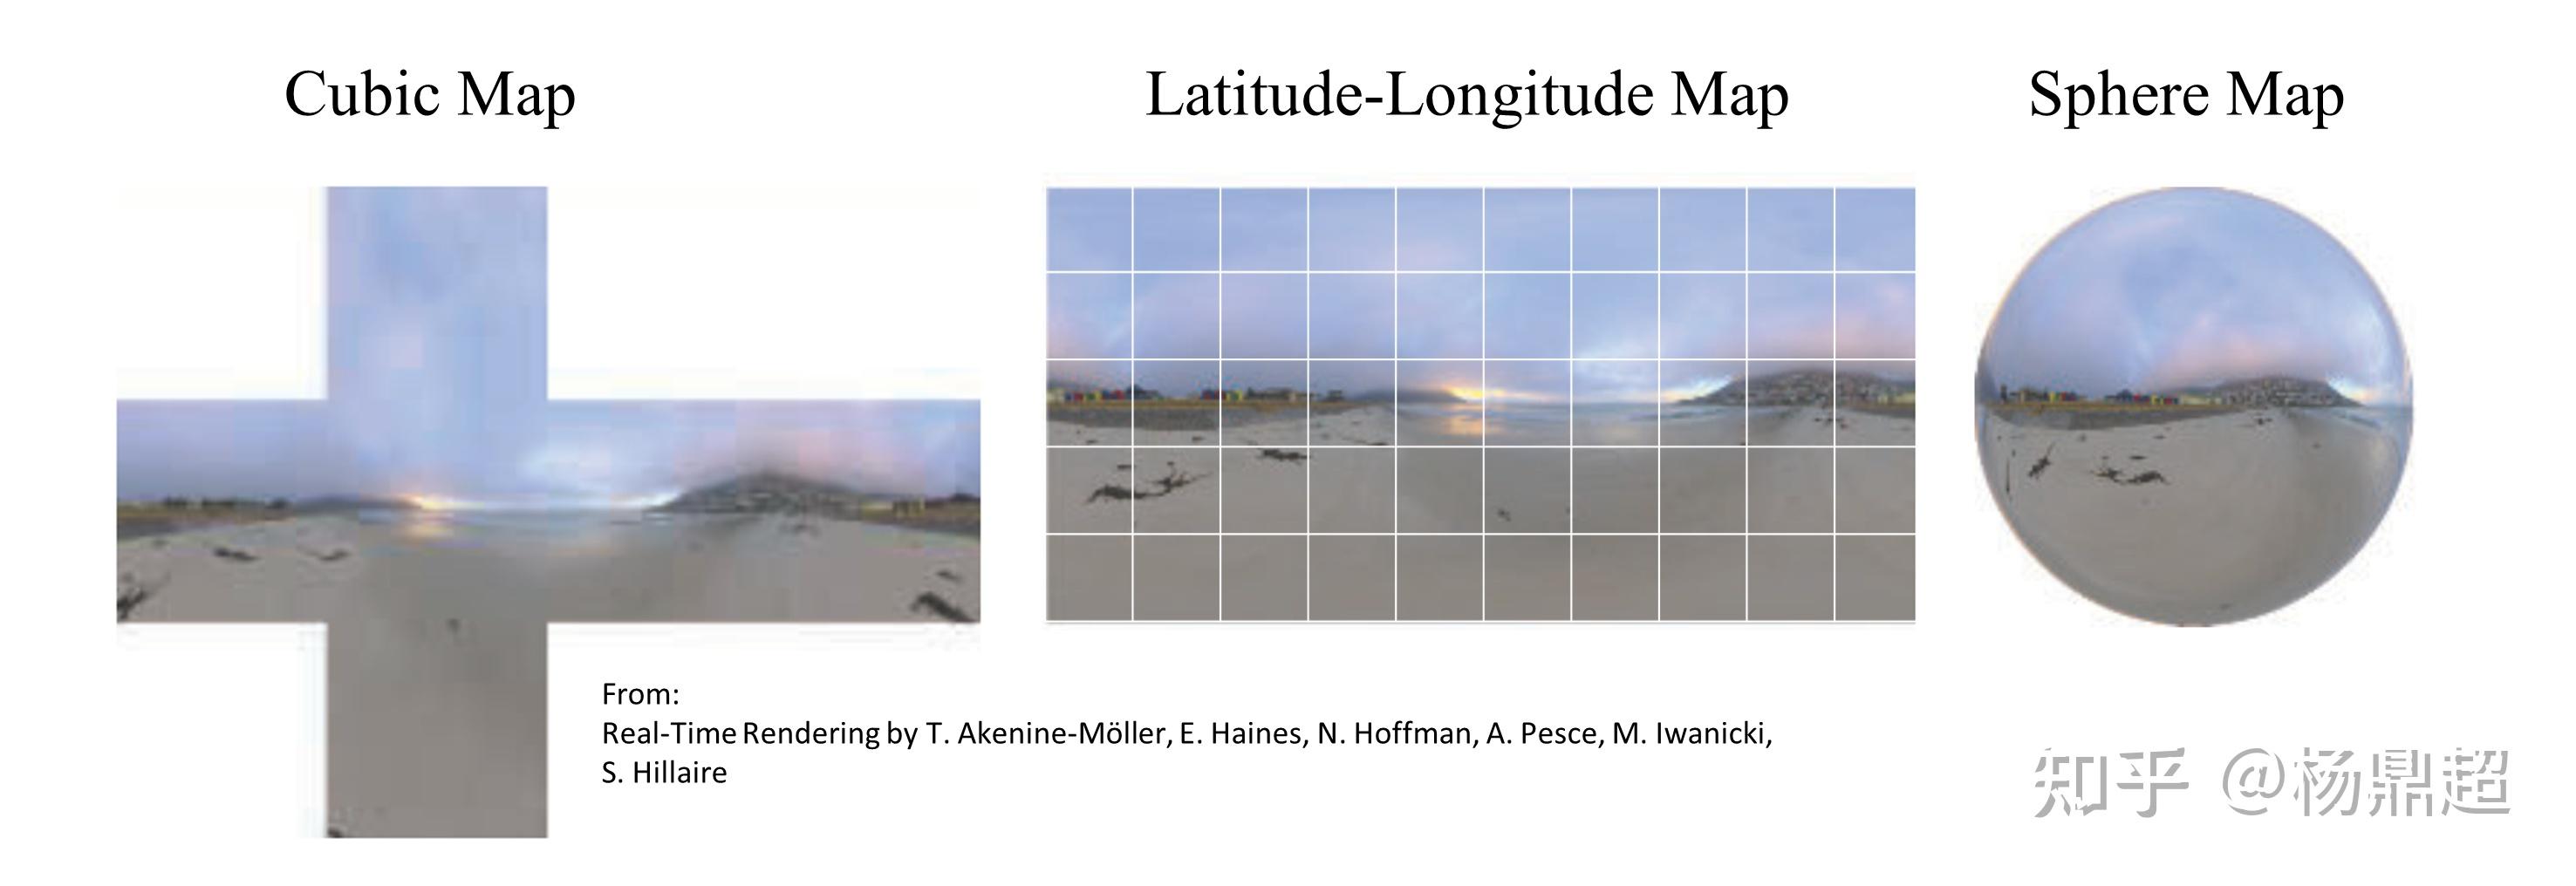 Cubic Map
Latitude-Longitude Map
Sphere Map
From:
Real-Time Rendering by T. Akenine-Möller, E. Haines, N. Hoffman, A. Pesce, M. Iwanicki,
S. Hillaire
知乎 @杨鼎超